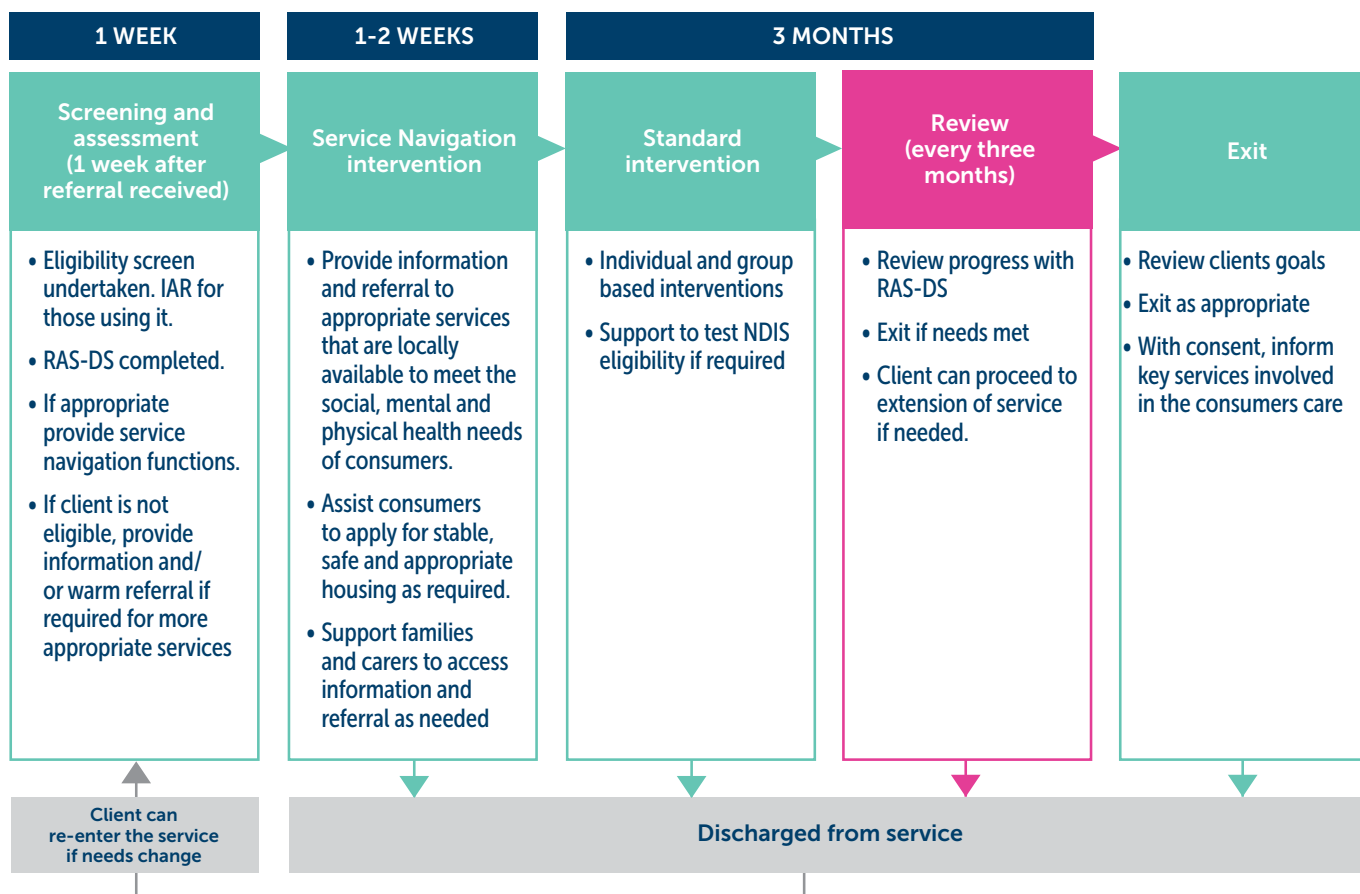 1 WEEK
1-2 WEEKS
3 MONTHS
Screening and
assessment
(1 week after
referral received)
Service Navigation
intervention
Standard
intervention
Review
(every three
months)
Exit
• Eligibility screen
undertaken. IAR for
those using it.
• RAS-DS completed.
• If appropriate
provide service
navigation functions.
• If client is not
eligible, provide
information and/
or warm referral if
required for more
appropriate services
• Provide information
and referral to
appropriate services
that are locally
available to meet the
social, mental and
physical health needs
of consumers.
• Assist consumers
to apply for stable,
safe and appropriate
housing as required.
• Support families
and carers to access
information and
referral as needed
• Individual and group
based interventions
• Support to test NDIS
eligibility if required
• Review progress with
RAS-DS
• Exit if needs met
• Client can proceed to
extension of service
if needed.
• Review clients goals
• Exit as appropriate
• With consent, inform
key services involved
in the consumers care
Client can
re-enter the service
if needs change
Discharged from service